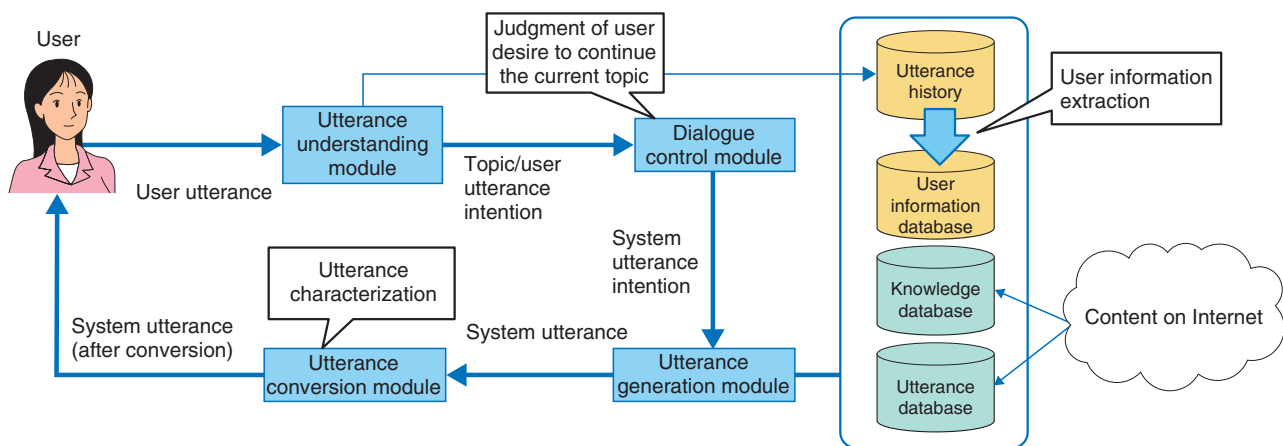 User
Judgment of user
desire to continue
the current topic
Utterance
history
User information
extraction
Utterance
understanding
module
Dialogue
control module
User utterance
Topic/user
utterance
intention
User
information
database
System
utterance
intention
Utterance
characterization
Knowledge
database
Content on Internet
System utterance
(after conversion)
System utterance
Utterance
conversion module
Utterance
generation module
Utterance
database